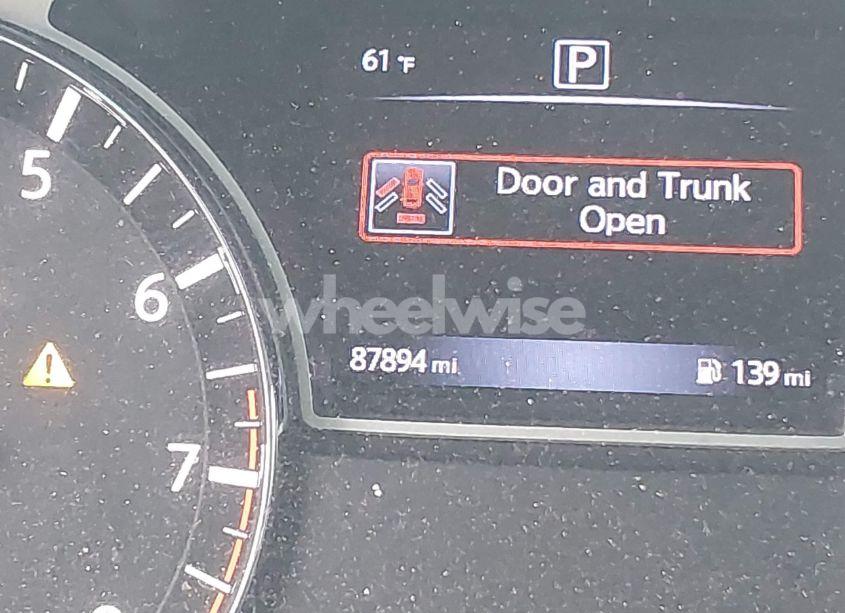 61 °F
P
Door and Trunk
Open
5
6
wheelwise
87894 mi
139 mi
7